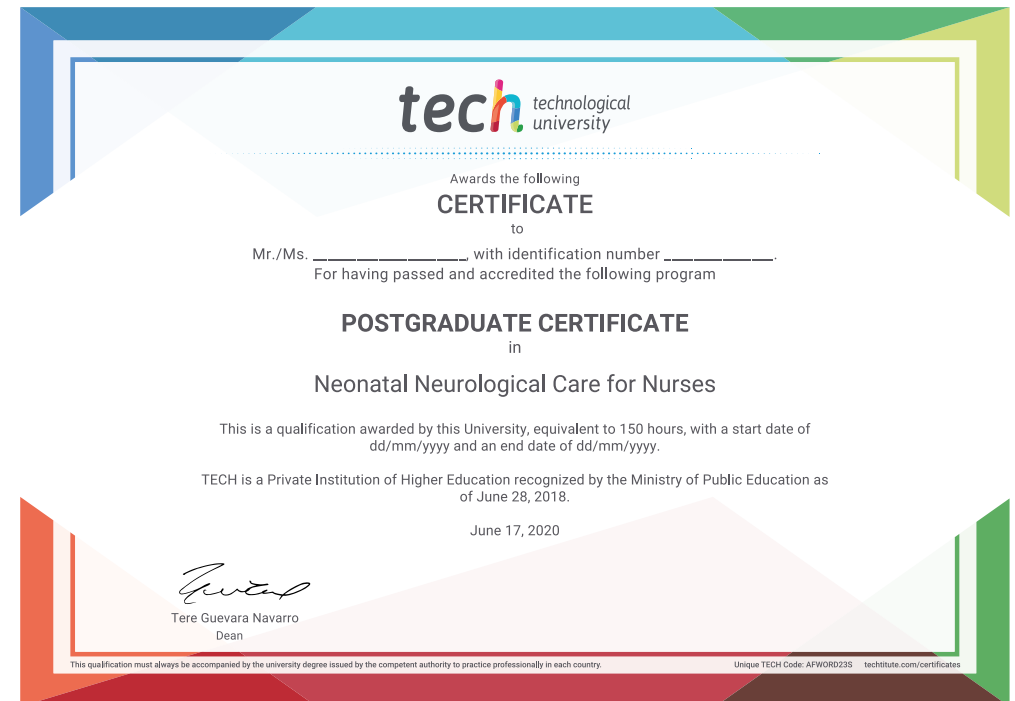 tech technological
university
Awards the following
CERTIFICATE
to
Mr./Ms. ______________, with identification number __________.
For having passed and accredited the following program
POSTGRADUATE CERTIFICATE
in
Neonatal Neurological Care for Nurses
This is a qualification awarded by this University, equivalent to 150 hours, with a start date of
dd/mm/yyyy and an end date of dd/mm/yyyy.
TECH is a Private Institution of Higher Education recognized by the Ministry of Public Education as
of June 28, 2018.
June 17, 2020
Tere Guevara Navarro
Dean
This qualification must always be accompanied by the university degree issued by the competent authority to practice professionally in each country. Unique TECH Code: AFWORD23S techtitute.com/certificates